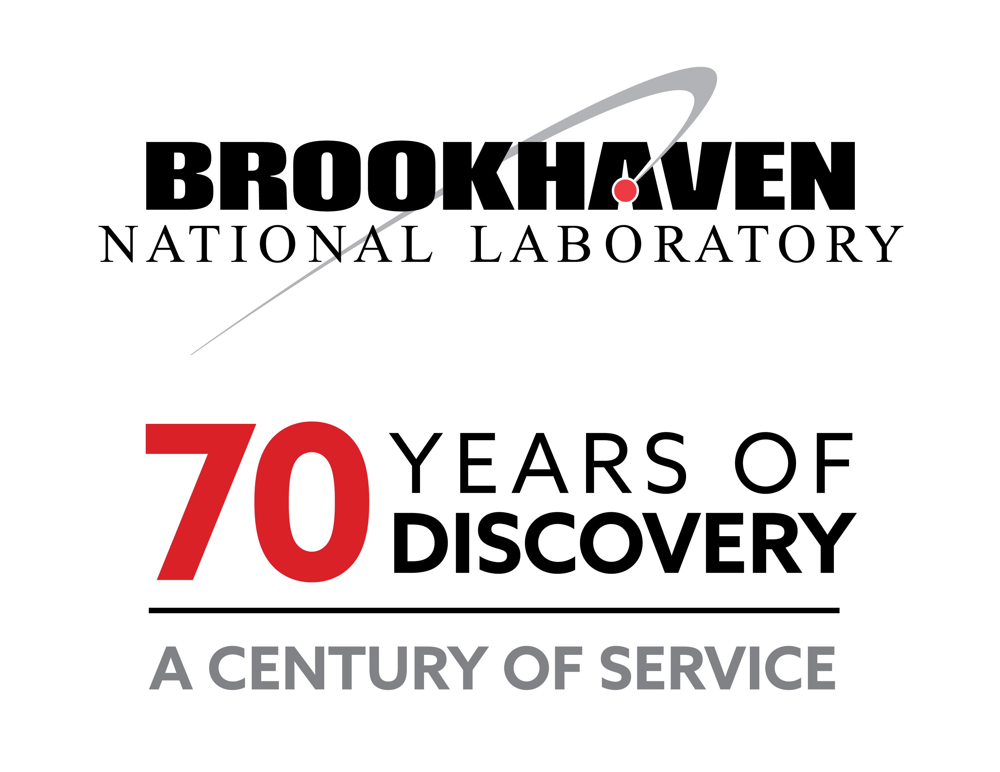 BROOKHAVEN
NATIONAL LABORATORY
70 YEARS OF
DISCOVERY
A CENTURY OF SERVICE